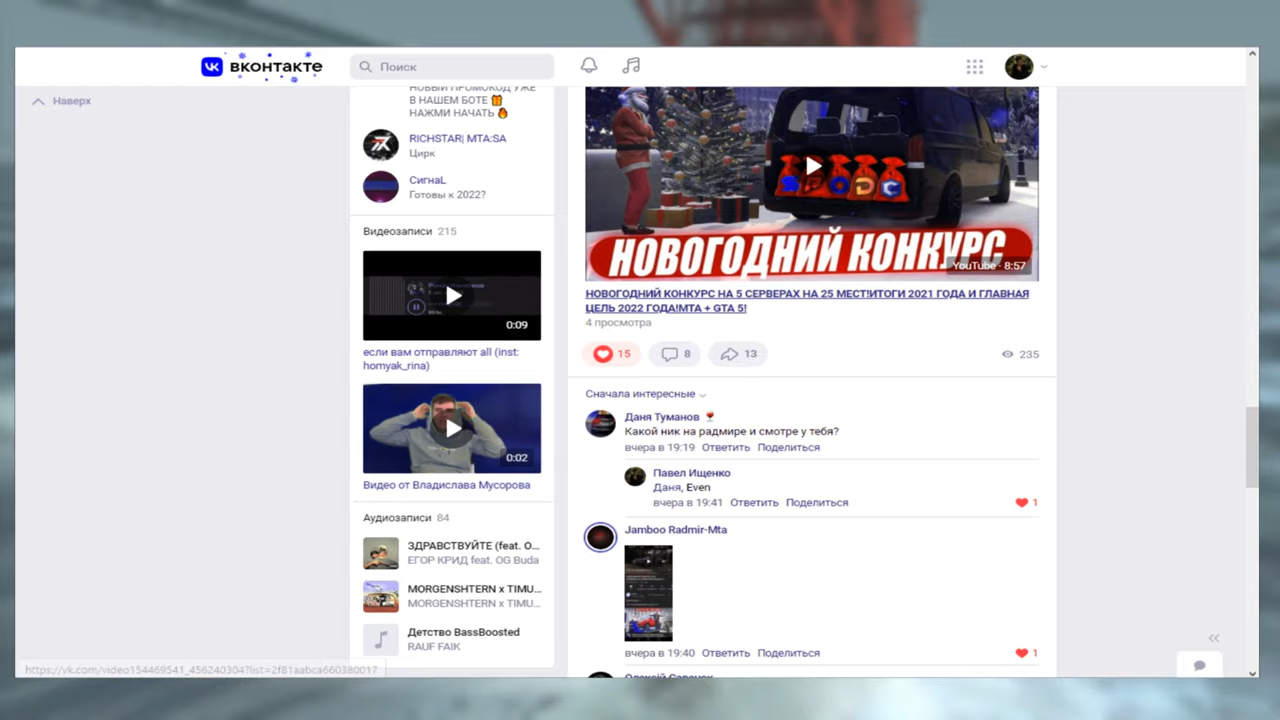 вконтакте
Поиск
Наверх
НОВЫЙ ПРОМОКОД УЖЕ
В НАШЕМ БОТЕ
НАЖМИ НАЧАТЬ
RICHSTAR| MTA:SA
Цирк
СигнаL
Готовы к 2022?
Видеозаписи 215
0:09
если вам отправляют all (inst:
homyak_rina)
0:02
Видео от Владислава Мусорова
Аудиозаписи 84
ЗДРАВСТВУЙТЕ (feat. O...
ЕГОР КРИД feat. OG Buda
MORGENSHTERN x TIMU...
MORGENSHTERN x TIMU...
Детство BassBoosted
RAUF FAIK
https://vk.com/video154469541_456240304?list=2f81aabca660380017
НОВОГОДНИЙ КОНКУРС
YouTube · 8:57
НОВОГОДНИЙ КОНКУРС НА 5 СЕРВЕРАХ НА 25 МЕСТ!ИТОГИ 2021 ГОДА И ГЛАВНАЯ
ЦЕЛЬ 2022 ГОДА!МТА + GTA 5!
4 просмотра
15 8 13 235
Сначала интересные
Даня Туманов
Какой ник на радмире и смотре у тебя?
вчера в 19:19 Ответить Поделиться
Павел Ищенко
Даня, Even
вчера в 19:41 Ответить Поделиться 1
Jamboo Radmir-Mta
вчера в 19:40 Ответить Поделиться 1